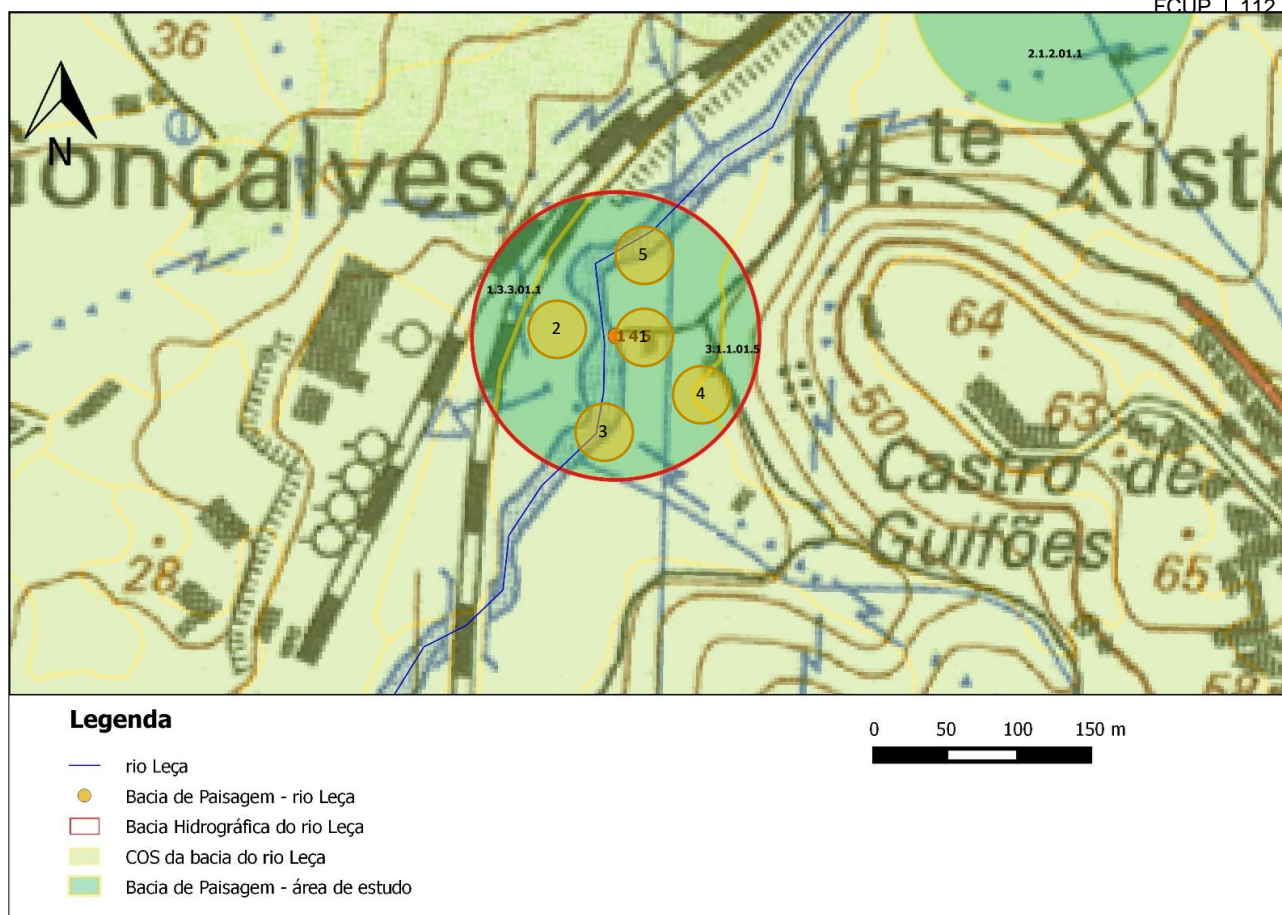 FCUP | 112
36
2.1.2.01.1
N
onçalves
M.te Xisto
5
1.3.3.01.1
2
1
3.1.1.01.5
4
3
64
50
63
Castro de
Guifões
28
65
Legenda
rio Leça
Bacia de Paisagem - rio Leça
Bacia Hidrográfica do rio Leça
COS da bacia do rio Leça
Bacia de Paisagem - área de estudo
0 50 100 150 m